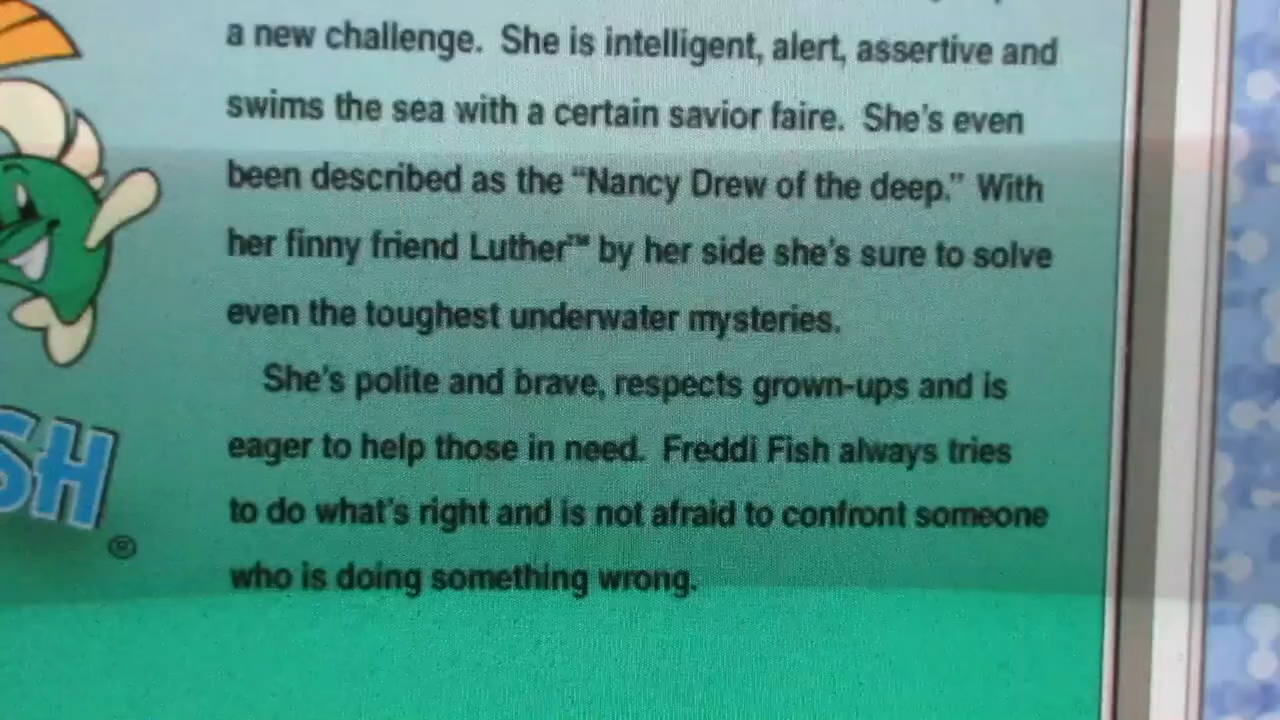 a new challenge. She is intelligent, alert, assertive and
swims the sea with a certain savior faire. She's even
been described as the "Nancy Drew of the deep." With
her finny friend Luther™ by her side she's sure to solve
even the toughest underwater mysteries.
She's polite and brave, respects grown-ups and is
eager to help those in need. Freddi Fish always tries
to do what's right and is not afraid to confront someone
who is doing something wrong.
SH
®